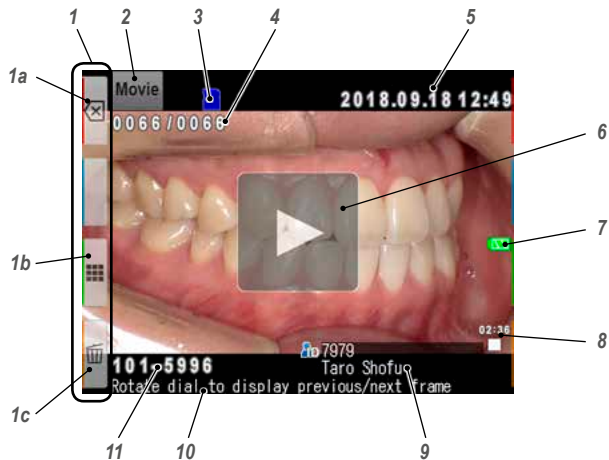 1
2
3
4
5
1a
Movie
2018.09.18 12:49
0066/0066
6
7
1b
02:36
8
ID 7979
101-5996
Taro Shofu
Rotate dial to display previous/next frame
1c
11
10
9